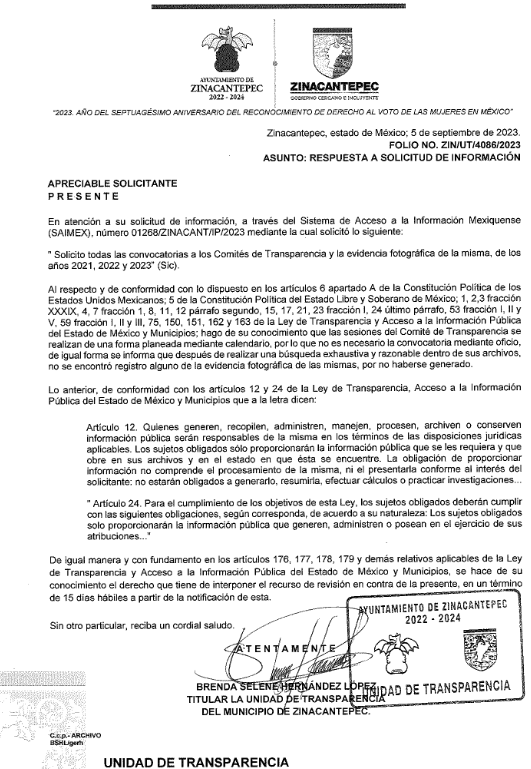 AYUNTAMIENTO DE
ZINACANTEPEC
2022 - 2024
ZINACANTEPEC
GOBIERNO CERCANO E INCLUYENTE
"2023. AÑO DEL SEPTUAGÉSIMO ANIVERSARIO DEL RECONOCIMIENTO DE DERECHO AL VOTO DE LAS MUJERES EN MÉXICO"
Zinacantepec, estado de México; 5 de septiembre de 2023.
FOLIO NO. ZIN/UT/4086/2023
ASUNTO: RESPUESTA A SOLICITUD DE INFORMACIÓN
APRECIABLE SOLICITANTE
P R E S E N T E
En atención a su solicitud de información, a través del Sistema de Acceso a la Información Mexiquense
(SAIMEX), número 01268/ZINACANT/IP/2023 mediante la cual solicitó lo siguiente:
" Solicito todas las convocatorias a los Comités de Transparencia y la evidencia fotográfica de la misma, de
los años 2021, 2022 y 2023" (Sic).
Al respecto y de conformidad con lo dispuesto en los artículos 6 apartado A de la Constitución Política de los
Estados Unidos Mexicanos; 5 de la Constitución Política del Estado Libre y Soberano de México; 1, 2,3 fracción
XXXIX, 4, 7 fracción 1, 8, 11, 12 párrafo segundo, 15, 17, 21, 23 fracción I, 24 último párrafo, 53 fracción I, II y
V, 59 fracción I, II y III, 75, 150, 151, 162 y 163 de la Ley de Transparencia y Acceso a la Información Pública
del Estado de México y Municipios; hago de su conocimiento que las sesiones del Comité de Transparencia se
realizan de una forma planeada mediante calendario, por lo que no es necesario la convocatoria mediante oficio,
de igual forma se informa que después de realizar una búsqueda exhaustiva y razonable dentro de sus archivos,
no se encontró registro alguno de la evidencia fotográfica de las mismas, por no haberse generado.
Lo anterior, de conformidad con los artículos 12 y 24 de la Ley de Transparencia, Acceso a la Información
Pública del Estado de México y Municipios que a la letra dicen:
Artículo 12. Quienes generen, recopilen, administren, manejen, procesen, archiven o conserven
información pública serán responsables de la misma en los términos de las disposiciones jurídicas
aplicables. Los sujetos obligados sólo proporcionarán la información pública que se les requiera y que
obre en sus archivos y en el estado en que ésta se encuentre. La obligación de proporcionar
información no comprende el procesamiento de la misma, ni el presentarla conforme al interés del
solicitante: no estarán obligados a generarlo, resumirla, efectuar cálculos o practicar investigaciones...
" Artículo 24. Para el cumplimiento de los objetivos de esta Ley, los sujetos obligados deberán cumplir
con las siguientes obligaciones, según corresponda, de acuerdo a su naturaleza: Los sujetos obligados
solo proporcionarán la información pública que generen, administren o posean en el ejercicio de sus
atribuciones..."
De igual manera y con fundamento en los artículos 176, 177, 178, 179 y demás relativos aplicables de la Ley
de Transparencia y Acceso a la Información Pública del Estado de México y Municipios, se hace de su
conocimiento el derecho que tiene de interponer el recurso de revisión en contra de la presente, en un término
de 15 días hábiles a partir de la notificación de esta.
Sin otro particular, reciba un cordial saludo.
A T E N T A M E N T E
BRENDA SELENE HERNÁNDEZ LÓPEZ
TITULAR LA UNIDAD DE TRANSPARENCIA
DEL MUNICIPIO DE ZINACANTEPEC.
AYUNTAMIENTO DE ZINACANTEPEC
2022 - 2024
UNIDAD DE TRANSPARENCIA
C.c.p.- ARCHIVO
BSHLigerh
UNIDAD DE TRANSPARENCIA